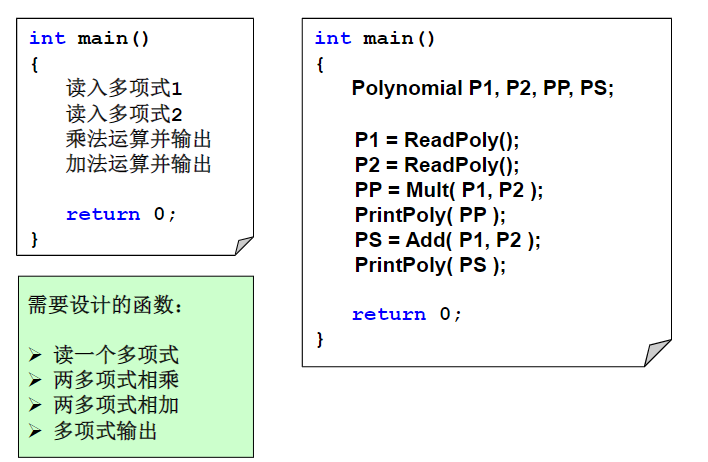 int main()
{
读入多项式1
读入多项式2
乘法运算并输出
加法运算并输出
return 0;
}
需要设计的函数：
➢ 读一个多项式
➢ 两多项式相乘
➢ 两多项式相加
➢ 多项式输出
int main()
{
Polynomial P1, P2, PP, PS;
P1 = ReadPoly();
P2 = ReadPoly();
PP = Mult( P1, P2 );
PrintPoly( PP );
PS = Add( P1, P2 );
PrintPoly( PS );
return 0;
}